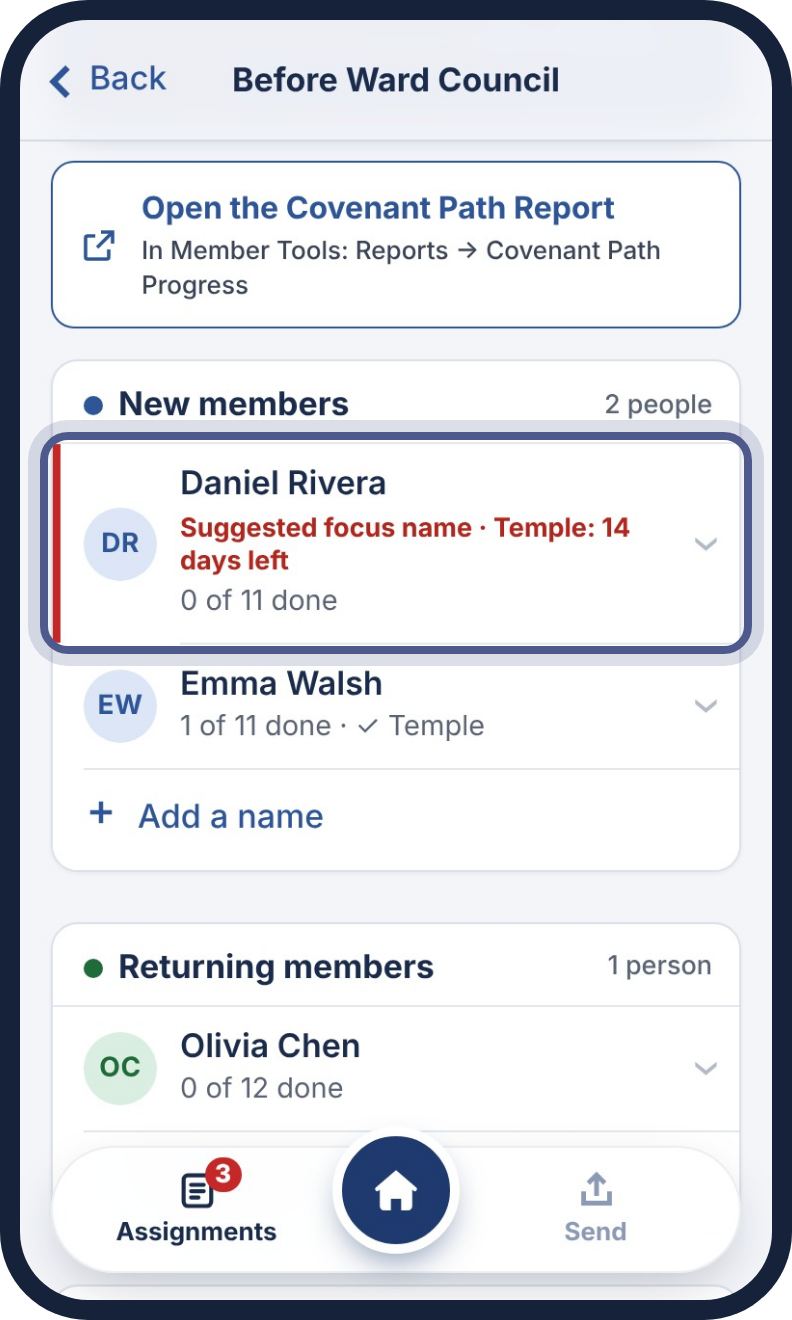 Back
Before Ward Council
Open the Covenant Path Report
In Member Tools: Reports → Covenant Path
Progress
New members
2 people
DR
Daniel Rivera
Suggested focus name · Temple: 14
days left
0 of 11 done
EW
Emma Walsh
1 of 11 done · ✓ Temple
+ Add a name
Returning members
1 person
OC
Olivia Chen
0 of 12 done
3
Assignments
Send